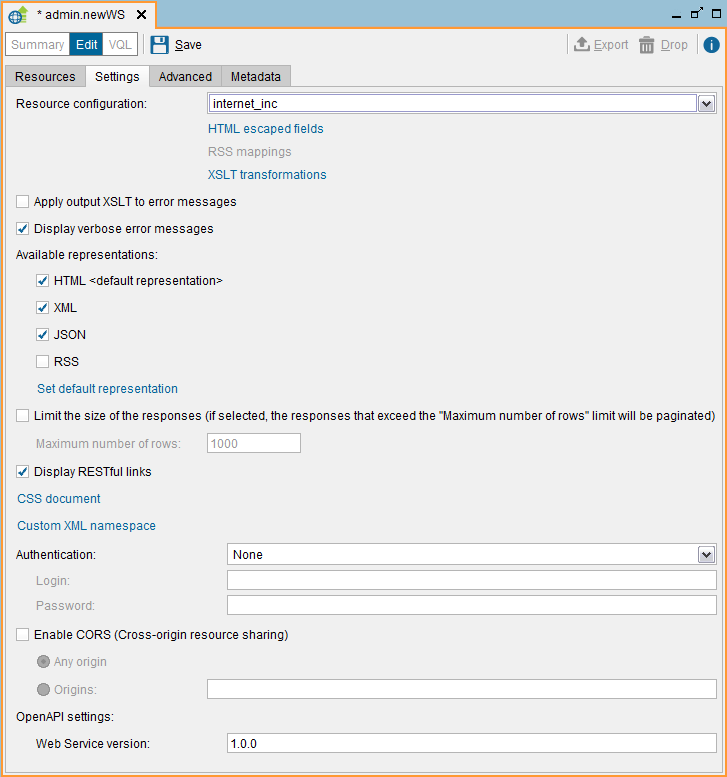 * admin.newWS
Summary Edit VQL Save Export Drop
Resources Settings Advanced Metadata
Resource configuration: internet_inc
HTML escaped fields
RSS mappings
XSLT transformations
Apply output XSLT to error messages
Display verbose error messages
Available representations:
HTML <default representation>
XML
JSON
RSS
Set default representation
Limit the size of the responses (if selected, the responses that exceed the "Maximum number of rows" limit will be paginated)
Maximum number of rows: 1000
Display RESTful links
CSS document
Custom XML namespace
Authentication: None
Login:
Password:
Enable CORS (Cross-origin resource sharing)
Any origin
Origins:
OpenAPI settings:
Web Service version: 1.0.0